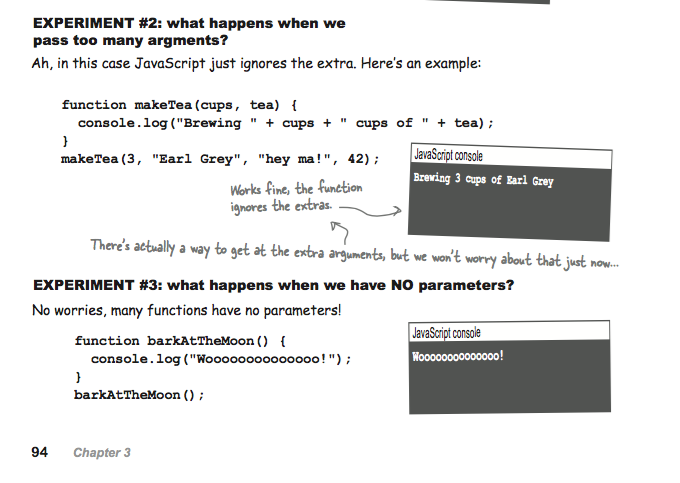 EXPERIMENT #2: what happens when we
pass too many argments?
Ah, in this case JavaScript just ignores the extra. Here's an example:
function makeTea(cups, tea) {
console.log("Brewing " + cups + " cups of " + tea);
}
makeTea(3, "Earl Grey", "hey ma!", 42);
JavaScript console
Brewing 3 cups of Earl Grey
Works fine, the function
ignores the extras.
There's actually a way to get at the extra arguments, but we won't worry about that just now...
EXPERIMENT #3: what happens when we have NO parameters?
No worries, many functions have no parameters!
function barkAtTheMoon() {
console.log("Woooooooooooooo!");
}
barkAtTheMoon();
JavaScript console
Woooooooooooooo!
94 Chapter 3